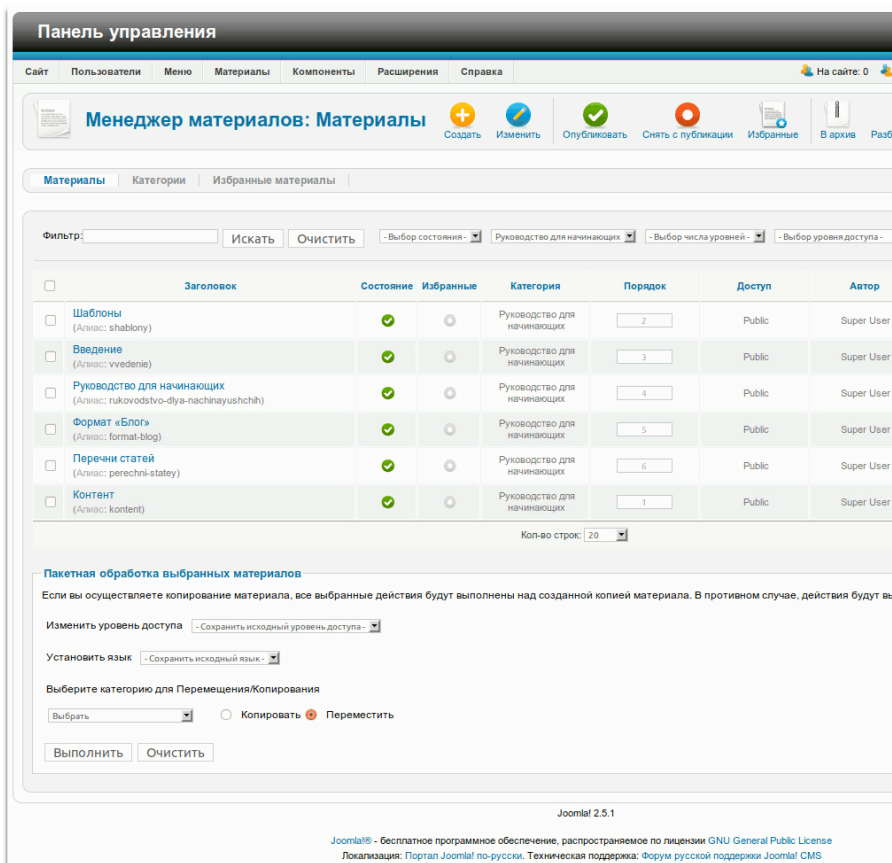 Панель управления
Сайт Пользователи Меню Материалы Компоненты Расширения Справка На сайте: 0
Менеджер материалов: Материалы Создать Изменить Опубликовать Снять с публикации Избранные В архив Разб
Материалы Категории Избранные материалы
Фильтр: Искать Очистить - Выбор состояния - Руководство для начинающих - Выбор числа уровней - - Выбор уровня доступа -
Заголовок Состояние Избранные Категория Порядок Доступ Автор
Шаблоны
(Алиас: shablony)
Руководство для
начинающих
2 Public Super User
Введение
(Алиас: vvedenie)
Руководство для
начинающих
3 Public Super User
Руководство для начинающих
(Алиас: rukovodstvo-dlya-nachinayushchih)
Руководство для
начинающих
4 Public Super User
Формат «Блог»
(Алиас: format-blog)
Руководство для
начинающих
5 Public Super User
Перечни статей
(Алиас: perechni-statey)
Руководство для
начинающих
6 Public Super User
Контент
(Алиас: kontent)
Руководство для
начинающих
1 Public Super User
Кол-во строк: 20
Пакетная обработка выбранных материалов
Если вы осуществляете копирование материала, все выбранные действия будут выполнены над созданной копией материала. В противном случае, действия будут вы
Изменить уровень доступа - Сохранить исходный уровень доступа -
Установить язык - Сохранить исходный язык -
Выберите категорию для Перемещения/Копирования
Выбрать Копировать Переместить
Выполнить Очистить
Joomla! 2.5.1
Joomla!® - бесплатное программное обеспечение, распространяемое по лицензии GNU General Public License
Локализация: Портал Joomla! по-русски. Техническая поддержка: Форум русской поддержки Joomla! CMS